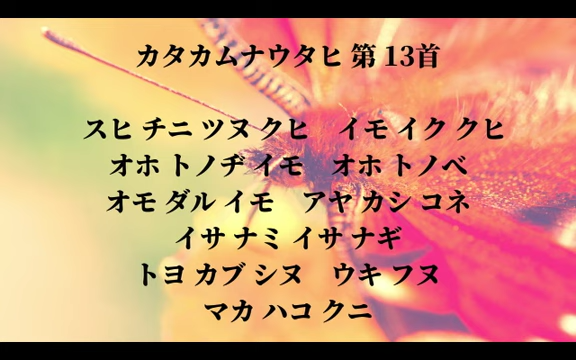 カタカムナウタヒ 第 13首
スヒ チニ ツヌ クヒ　イモ イク クヒ
オホ トノヂ イモ　オホ トノベ
オモ ダル イモ　アヤ カシ コネ
イサ ナミ イサ ナギ
トヨ カブ シヌ　ウキ フヌ
マカ ハコ クニ